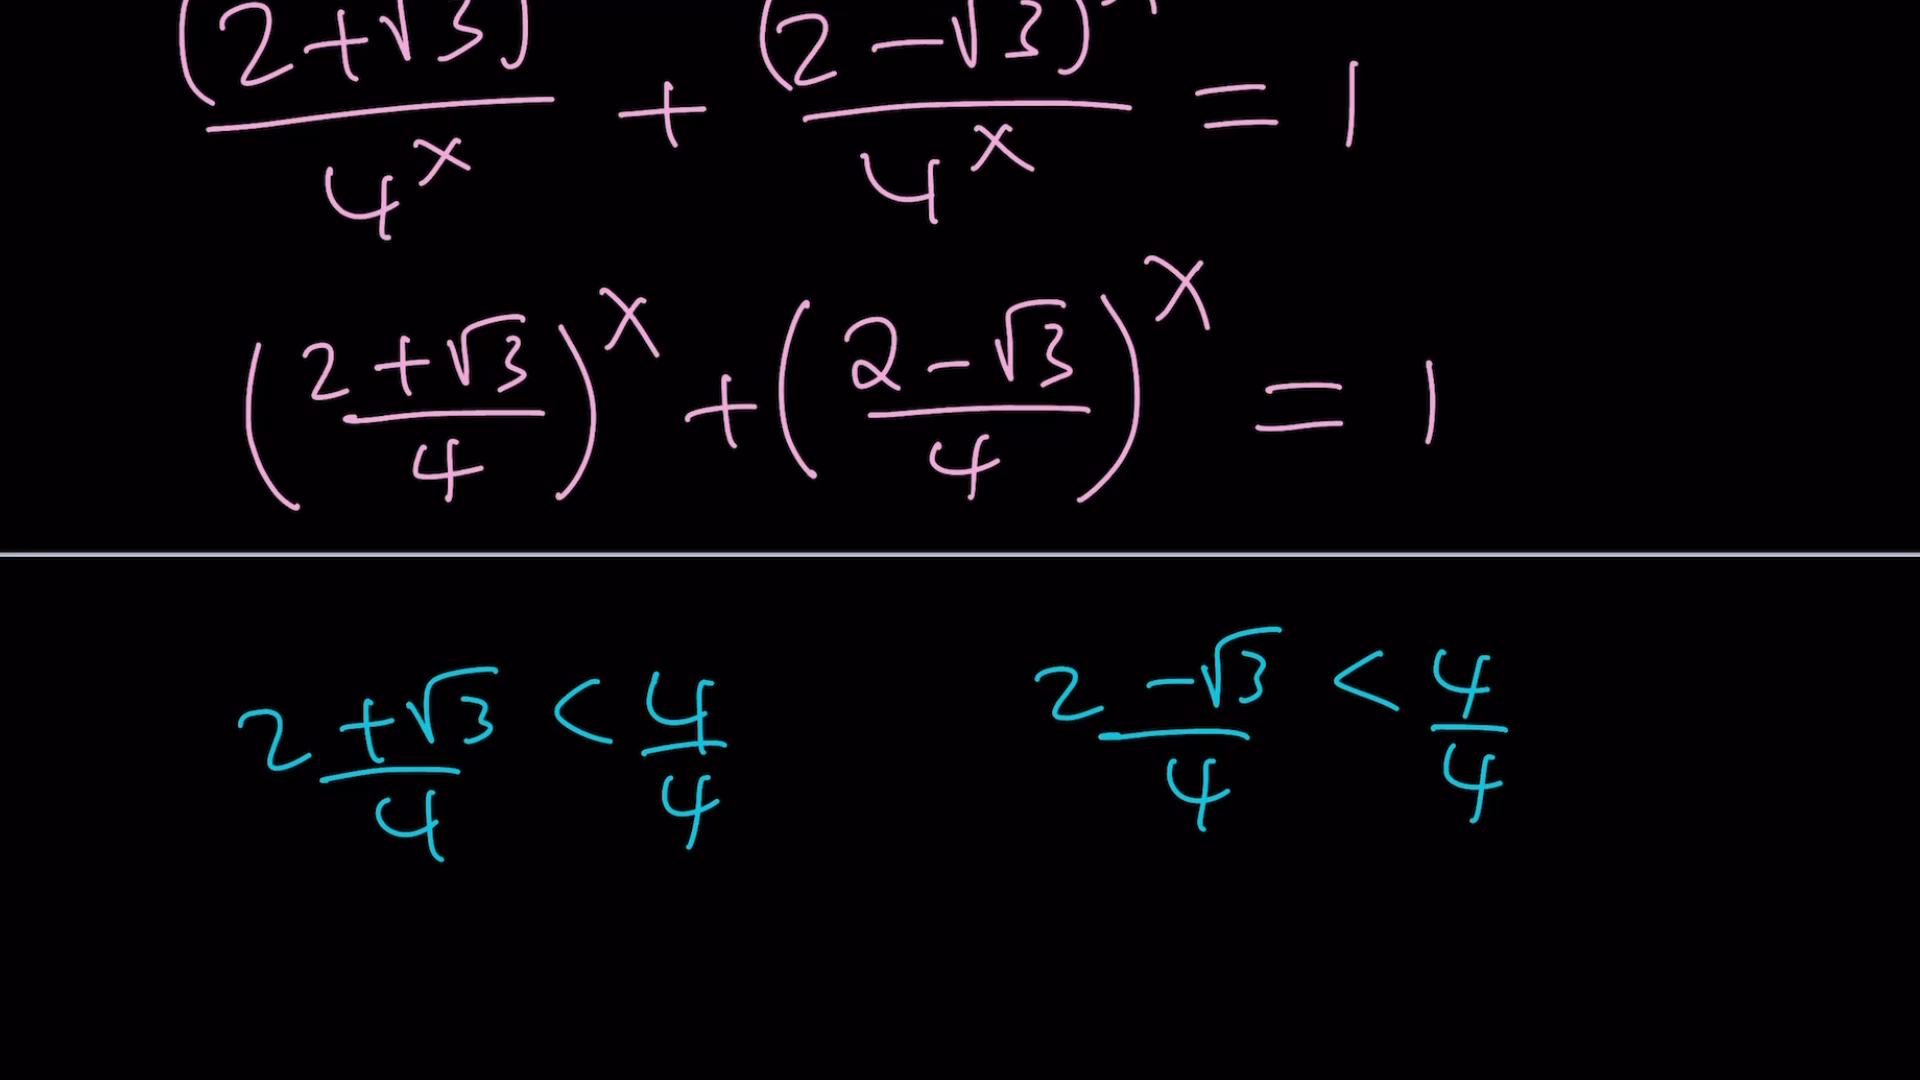 (2+√3) / 4^x + (2-√3)^x / 4^x = 1
((2+√3)/4)^x + ((2-√3)/4)^x = 1
(2+√3)/4 < 4/4    (2-√3)/4 < 4/4